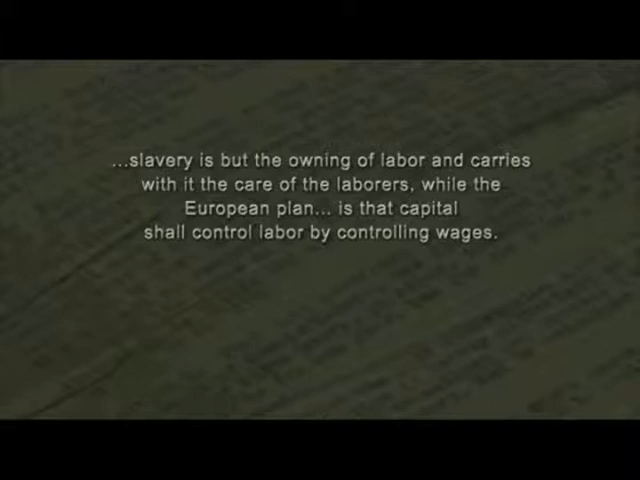 ...slavery is but the owning of labor and carries
with it the care of the laborers, while the
European plan... is that capital
shall control labor by controlling wages.